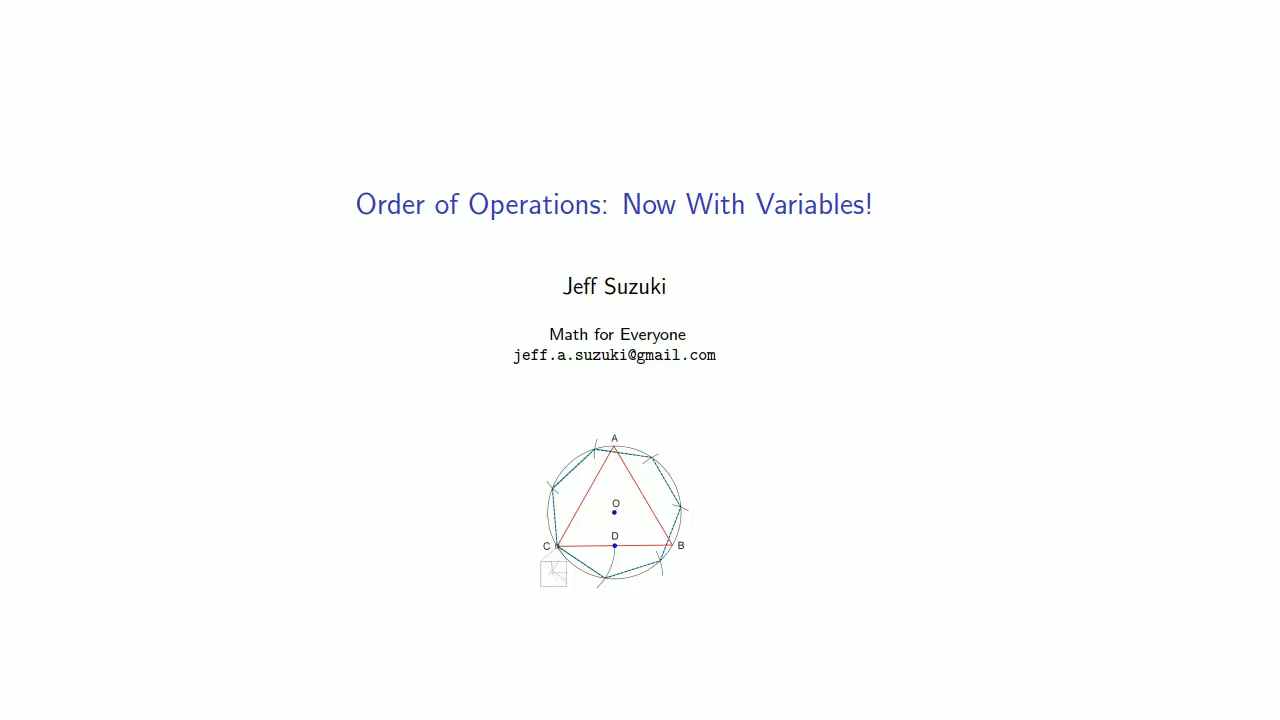 Order of Operations: Now With Variables!
Jeff Suzuki
Math for Everyone
jeff.a.suzuki@gmail.com
A
O
D
C
B